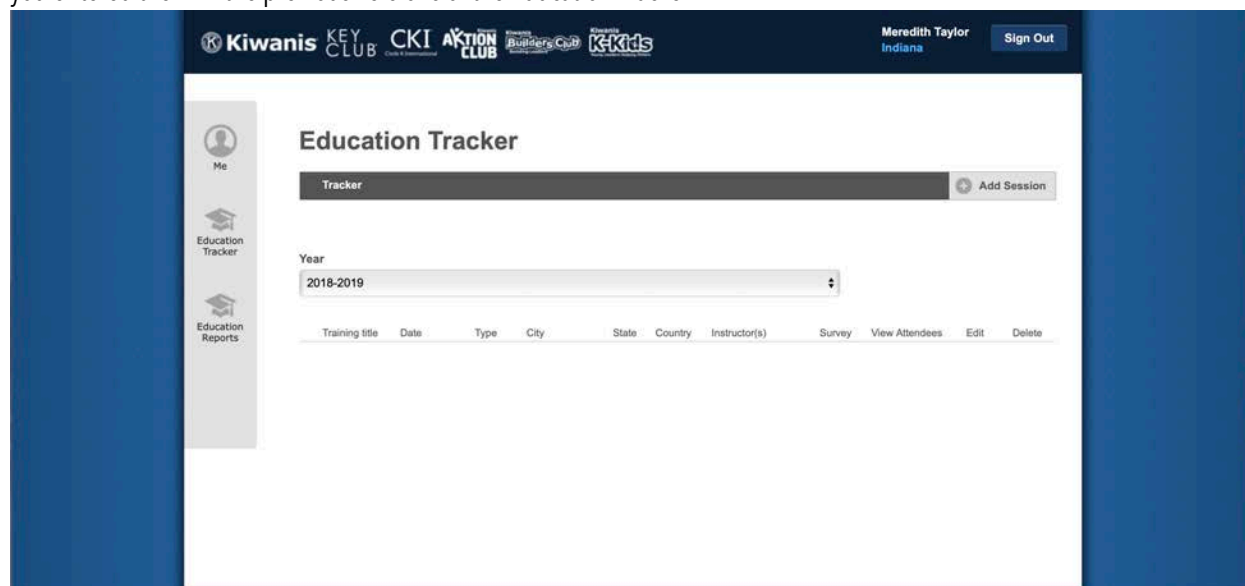 Kiwanis KEY CLUB CKI AKTION CLUB Kiwanis Builders Club Kiwanis K-Kids
Meredith Taylor
Indiana
Sign Out
Me
Education Tracker
Tracker
Add Session
Education
Tracker
Year
2018-2019
Education
Reports
Training title Date Type City State Country Instructor(s) Survey View Attendees Edit Delete